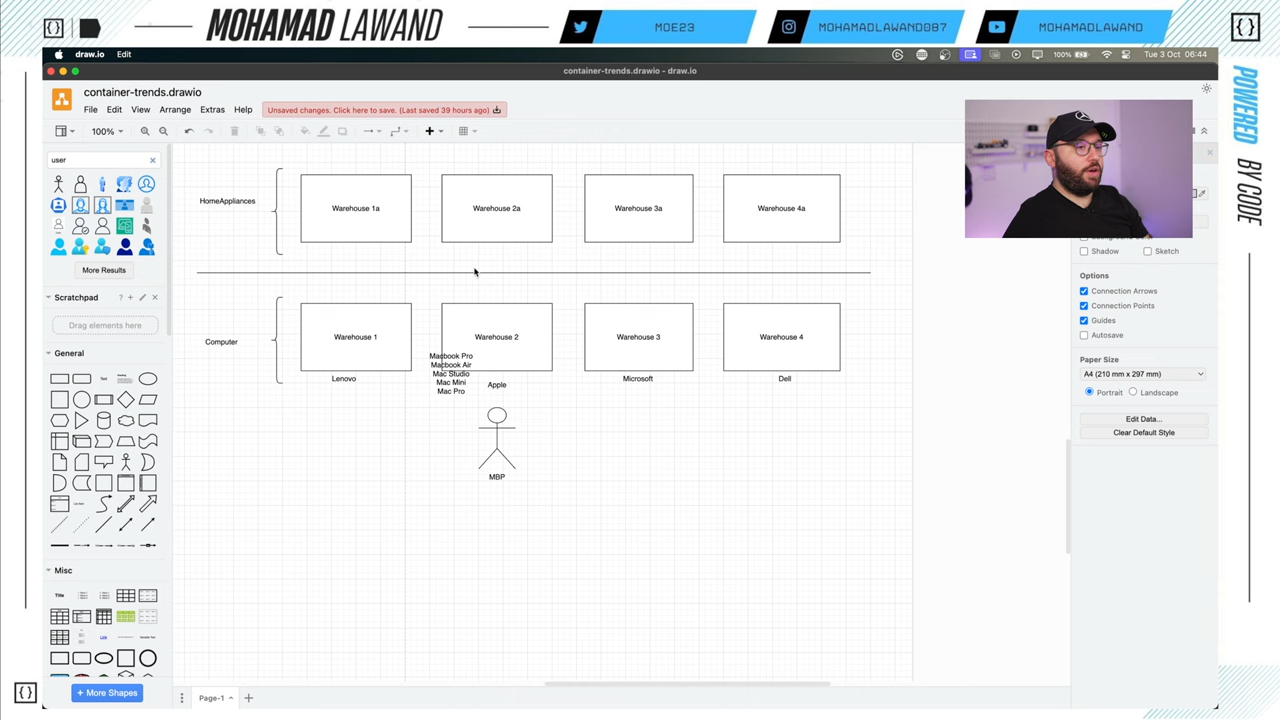 MOHAMAD LAWAND
MOE23
MOHAMADLAWAND087
MOHAMADLAWAND
POWERED BY CODE
draw.io Edit
100% Tue 3 Oct 06:44
container-trends.drawio - draw.io
container-trends.drawio
File Edit View Arrange Extras Help
Unsaved changes. Click here to save. (Last saved 39 hours ago)
100%
user
More Results
Scratchpad
Drag elements here
General
Text
Misc
Title
Link
+ More Shapes
HomeAppliances
Warehouse 1a
Warehouse 2a
Warehouse 3a
Warehouse 4a
Computer
Warehouse 1
Warehouse 2
Warehouse 3
Warehouse 4
Lenovo
Macbook Pro
Macbook Air
Mac Studio
Mac Mini
Mac Pro
Apple
Microsoft
Dell
MBP
Shadow Sketch
Options
Connection Arrows
Connection Points
Guides
Autosave
Paper Size
A4 (210 mm x 297 mm)
Portrait Landscape
Edit Data...
Clear Default Style
Page-1